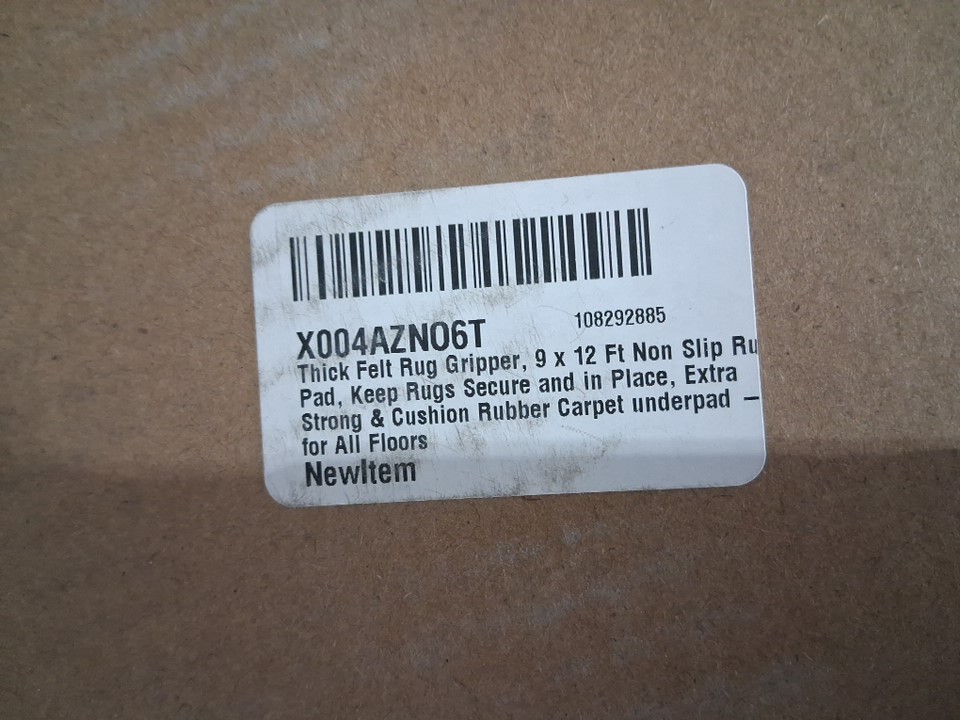 X004AZNO6T
108292885
Thick Felt Rug Gripper, 9 x 12 Ft Non Slip Ru
Pad, Keep Rugs Secure and in Place, Extra
Strong & Cushion Rubber Carpet underpad –
for All Floors
NewItem